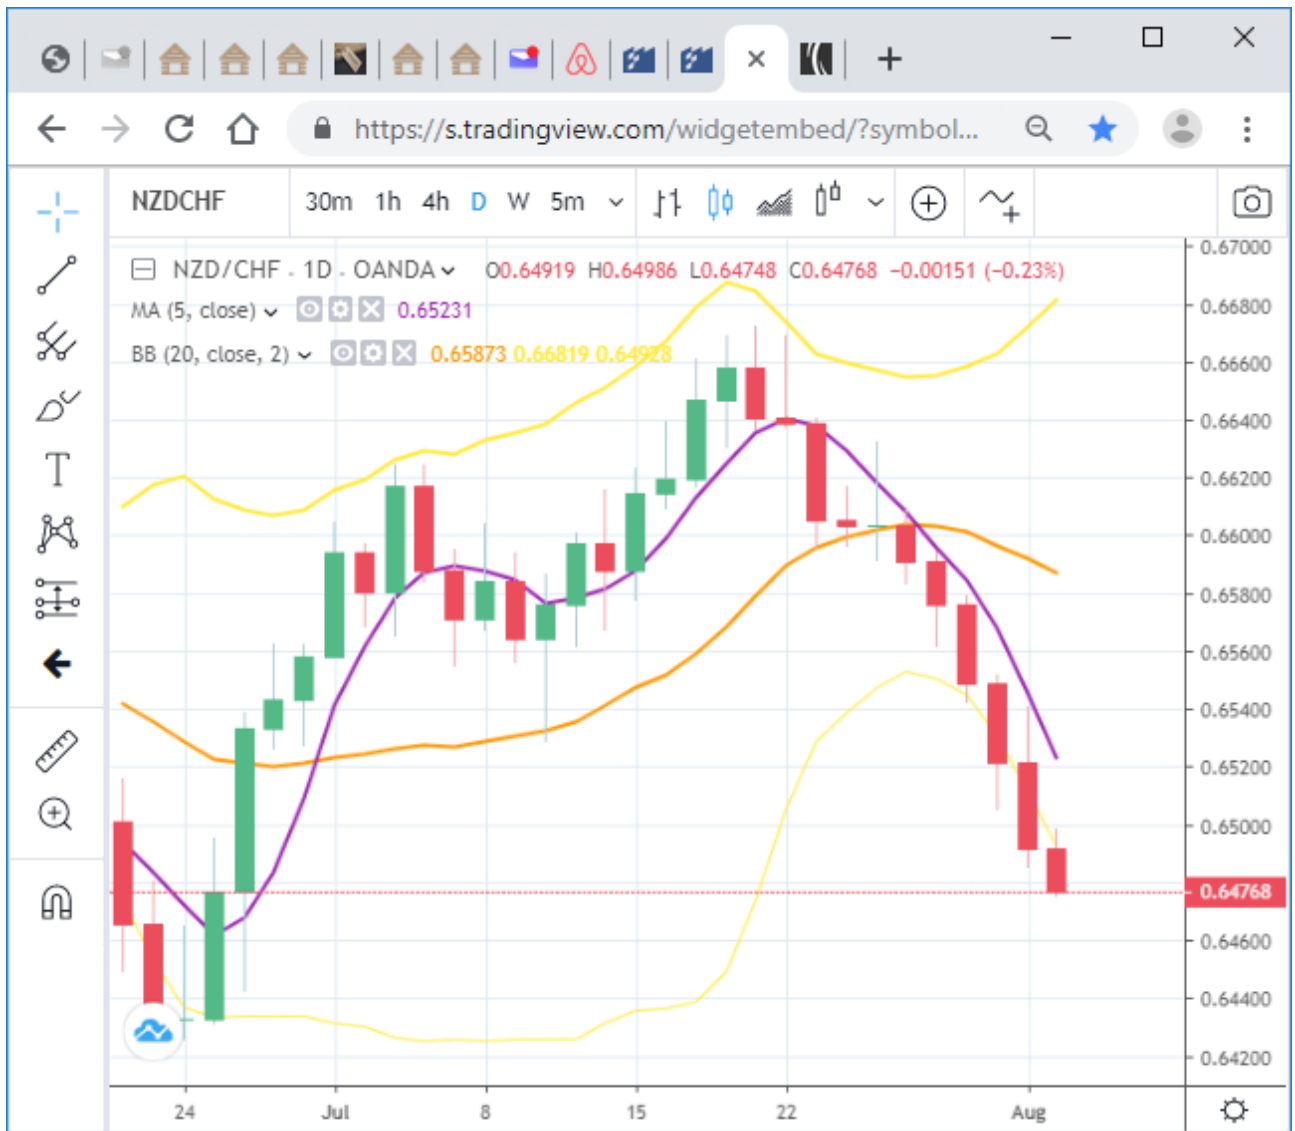 https://s.tradingview.com/widgetembed/?symbol...
NZDCHF 30m 1h 4h D W 5m
NZD/CHF - 1D - OANDA O0.64919 H0.64986 L0.64748 C0.64768 −0.00151 (−0.23%)
MA (5, close) 0.65231
BB (20, close, 2) 0.65873 0.66819 0.64928
0.67000
0.66800
0.66600
0.66400
0.66200
0.66000
0.65800
0.65600
0.65400
0.65200
0.65000
0.64768
0.64600
0.64400
0.64200
24 Jul 8 15 22 Aug